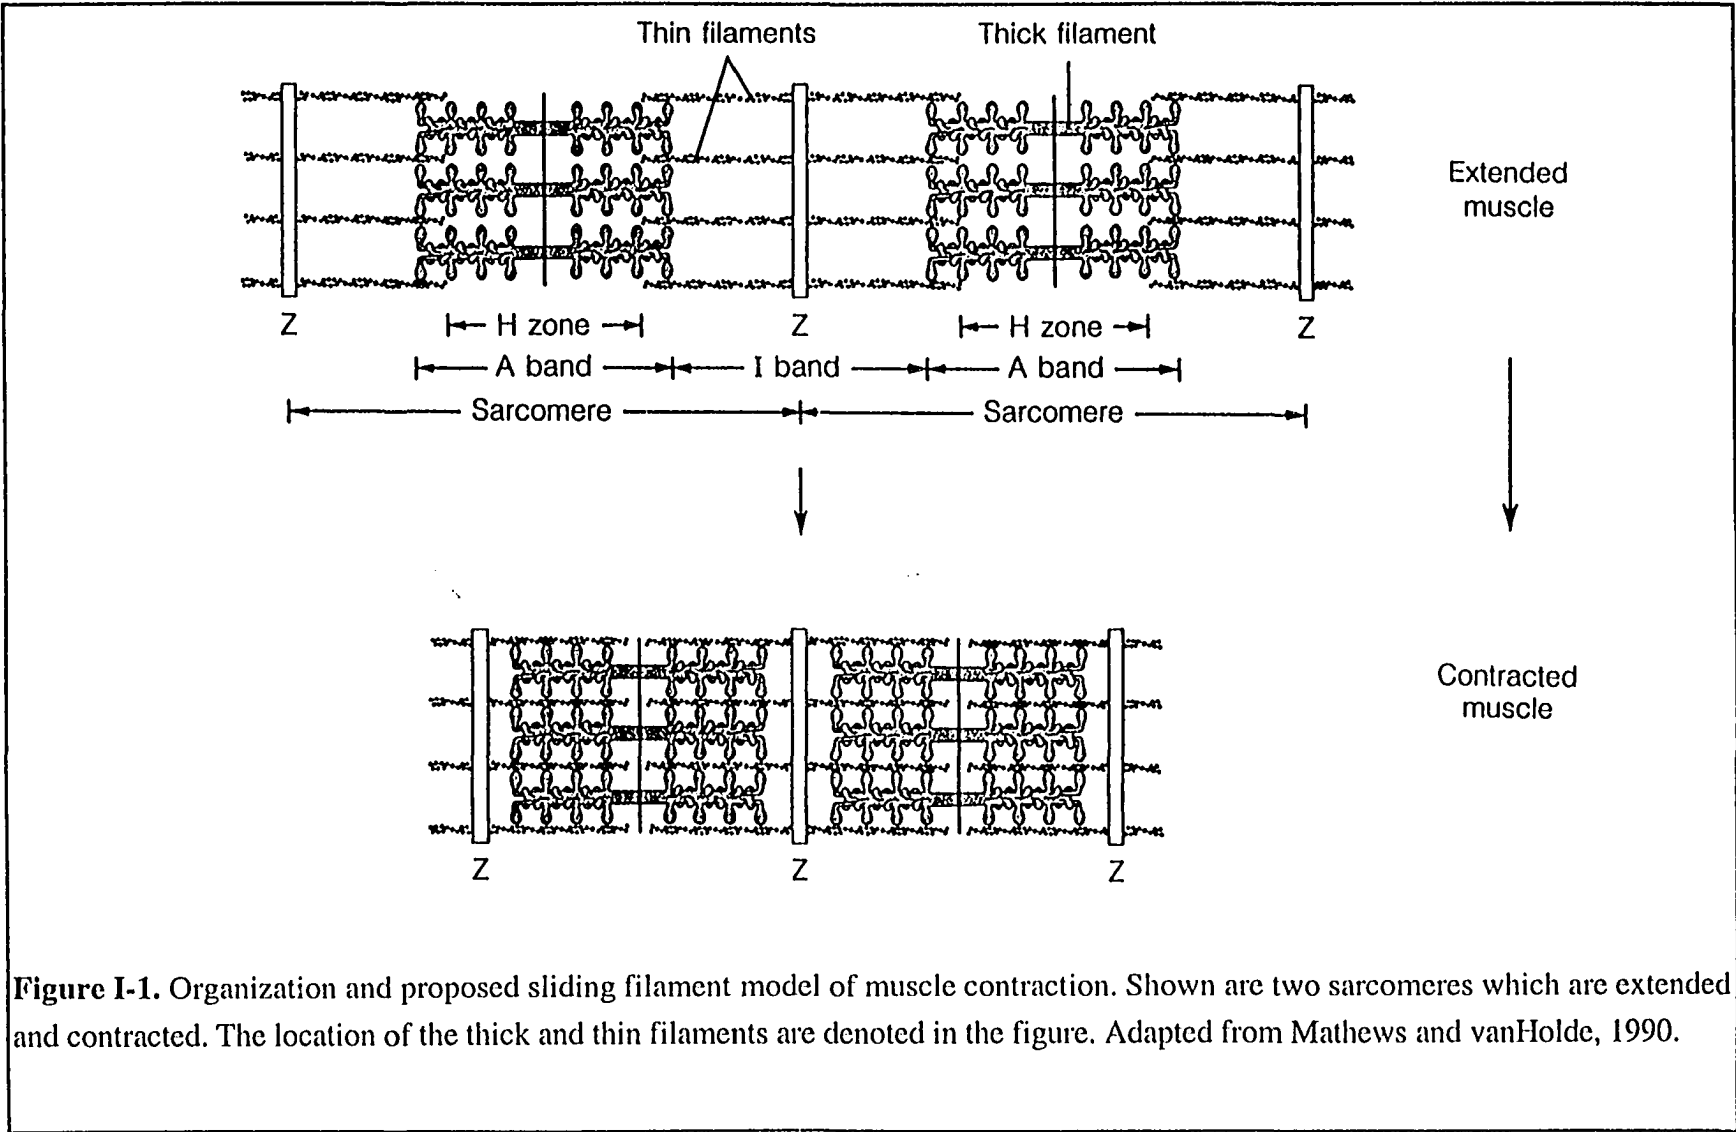 Thin filaments
Thick filament
Extended
muscle
Z
Z
Z
H zone
H zone
A band
I band
A band
Sarcomere
Sarcomere
Contracted
muscle
Z
Z
Z
Figure I-1. Organization and proposed sliding filament model of muscle contraction. Shown are two sarcomeres which are extended
and contracted. The location of the thick and thin filaments are denoted in the figure. Adapted from Mathews and vanHolde, 1990.